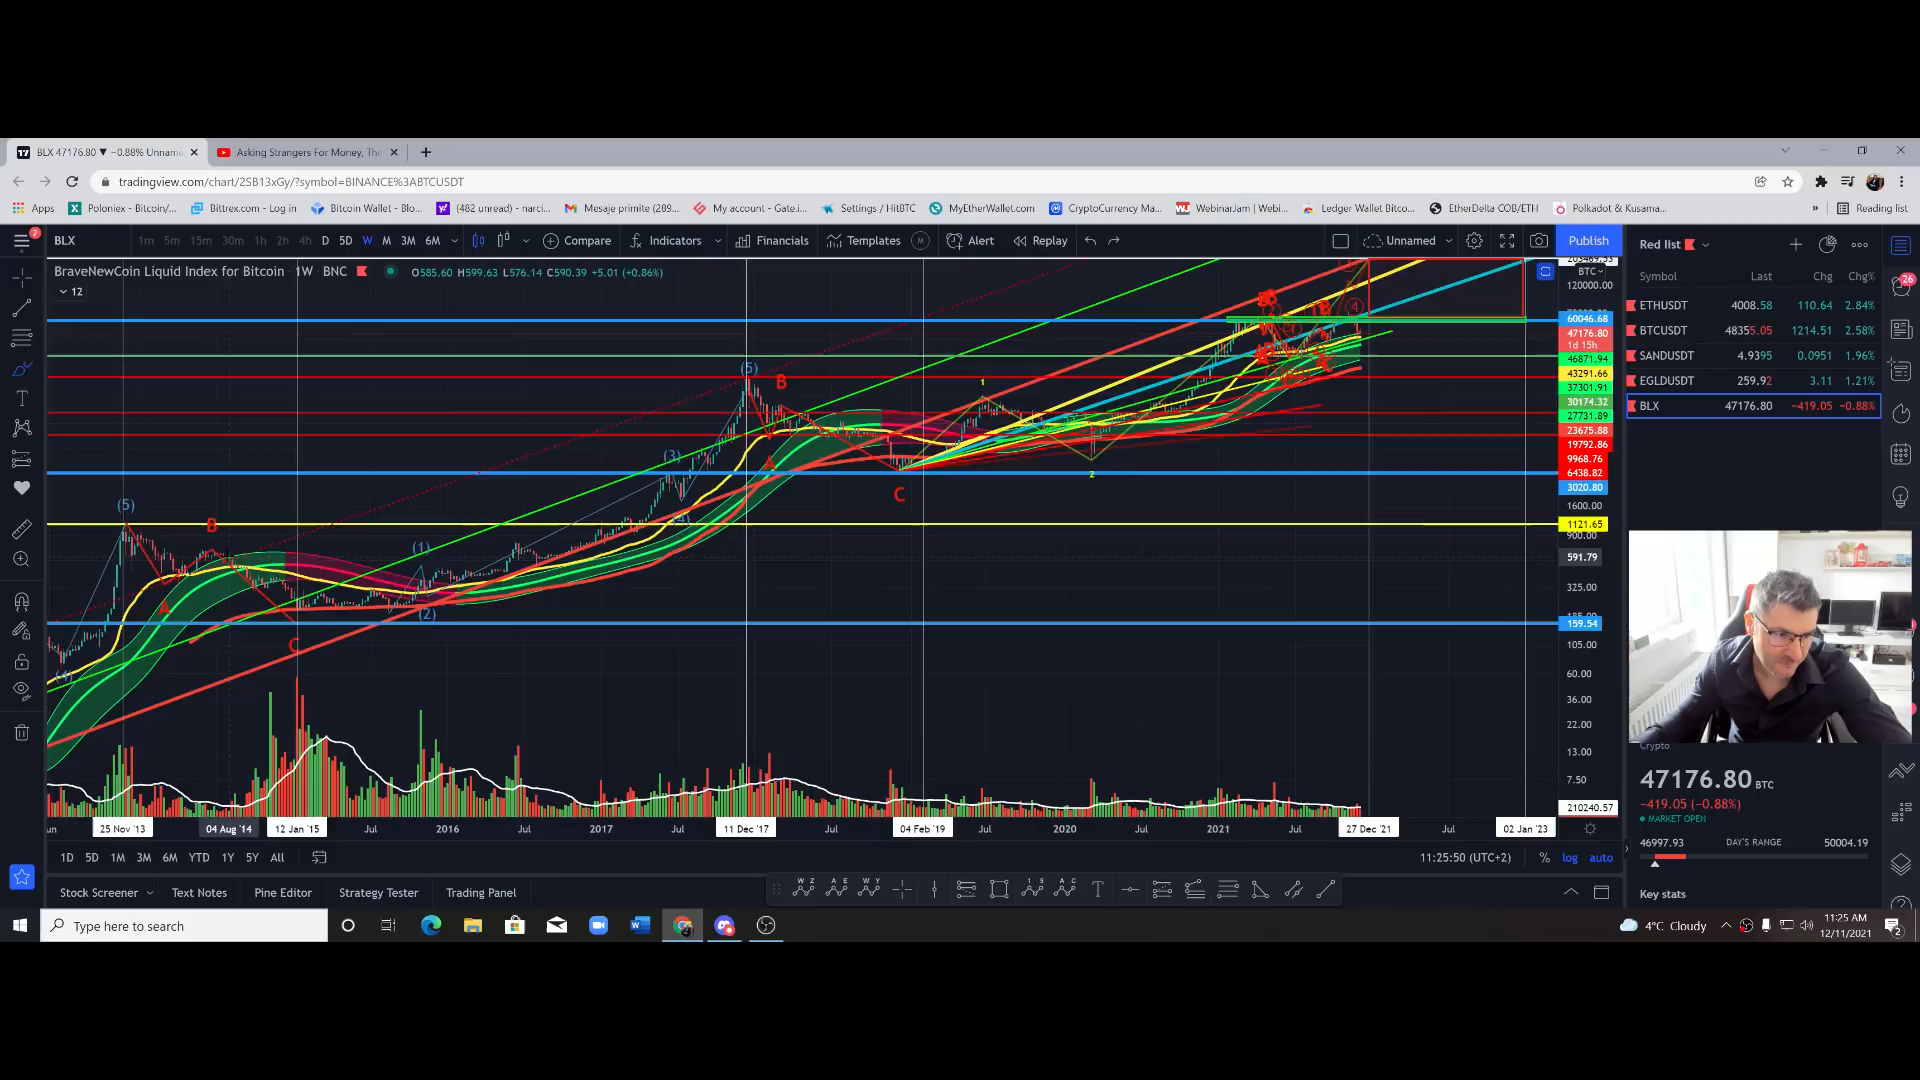 BLX 47176.80 ▼ −0.88% Unname
Asking Strangers For Money, The
tradingview.com/chart/2SB13xGy/?symbol=BINANCE%3ABTCUSDT
Apps Poloniex - Bitcoin/... Bittrex.com - Log in Bitcoin Wallet - Blo... (482 unread) - narci... Mesaje primite (289... My account - Gate.i... Settings / HitBTC MyEtherWallet.com CryptoCurrency Ma... WebinarJam | Webi... Ledger Wallet Bitco... EtherDelta COB/ETH Polkadot & Kusama... » Reading list
2 BLX 1m 5m 15m 30m 1h 2h 4h D 5D W M 3M 6M Compare Indicators Financials Templates M Alert Replay Unnamed Publish
BraveNewCoin Liquid Index for Bitcoin 1W BNC O585.60 H599.63 L576.14 C590.39 +5.01 (+0.86%)
12
BTC
120000.00
60046.68
47176.80
1d 15h
46871.94
43291.66
37301.91
30174.32
27731.89
23675.88
19792.86
9968.76
6438.82
3020.80
1600.00
1121.65
900.00
591.79
325.00
159.54
105.00
60.00
36.00
22.00
13.00
7.50
210240.57
(5)
B
A
C
(4)
(1)
(2)
(3)
(4)
(5)
B
A
C
1
2
B
4
25 Nov '13 04 Aug '14 12 Jan '15 Jul 2016 Jul 2017 Jul 11 Dec '17 Jul 04 Feb '19 Jul 2020 Jul 2021 Jul 27 Dec '21 Jul 02 Jan '23
1D 5D 1M 3M 6M YTD 1Y 5Y All 11:25:50 (UTC+2) % log auto
Stock Screener Text Notes Pine Editor Strategy Tester Trading Panel
Red list
26
Symbol Last Chg Chg%
ETHUSDT 4008.58 110.64 2.84%
BTCUSDT 48355.05 1214.51 2.58%
SANDUSDT 4.9395 0.0951 1.96%
EGLDUSDT 259.92 3.11 1.21%
BLX 47176.80 −419.05 −0.88%
Crypto
47176.80 BTC
−419.05 (−0.88%)
MARKET OPEN
46997.93 DAY'S RANGE 50004.19
Key stats
Type here to search
4°C Cloudy
11:25 AM
12/11/2021
2